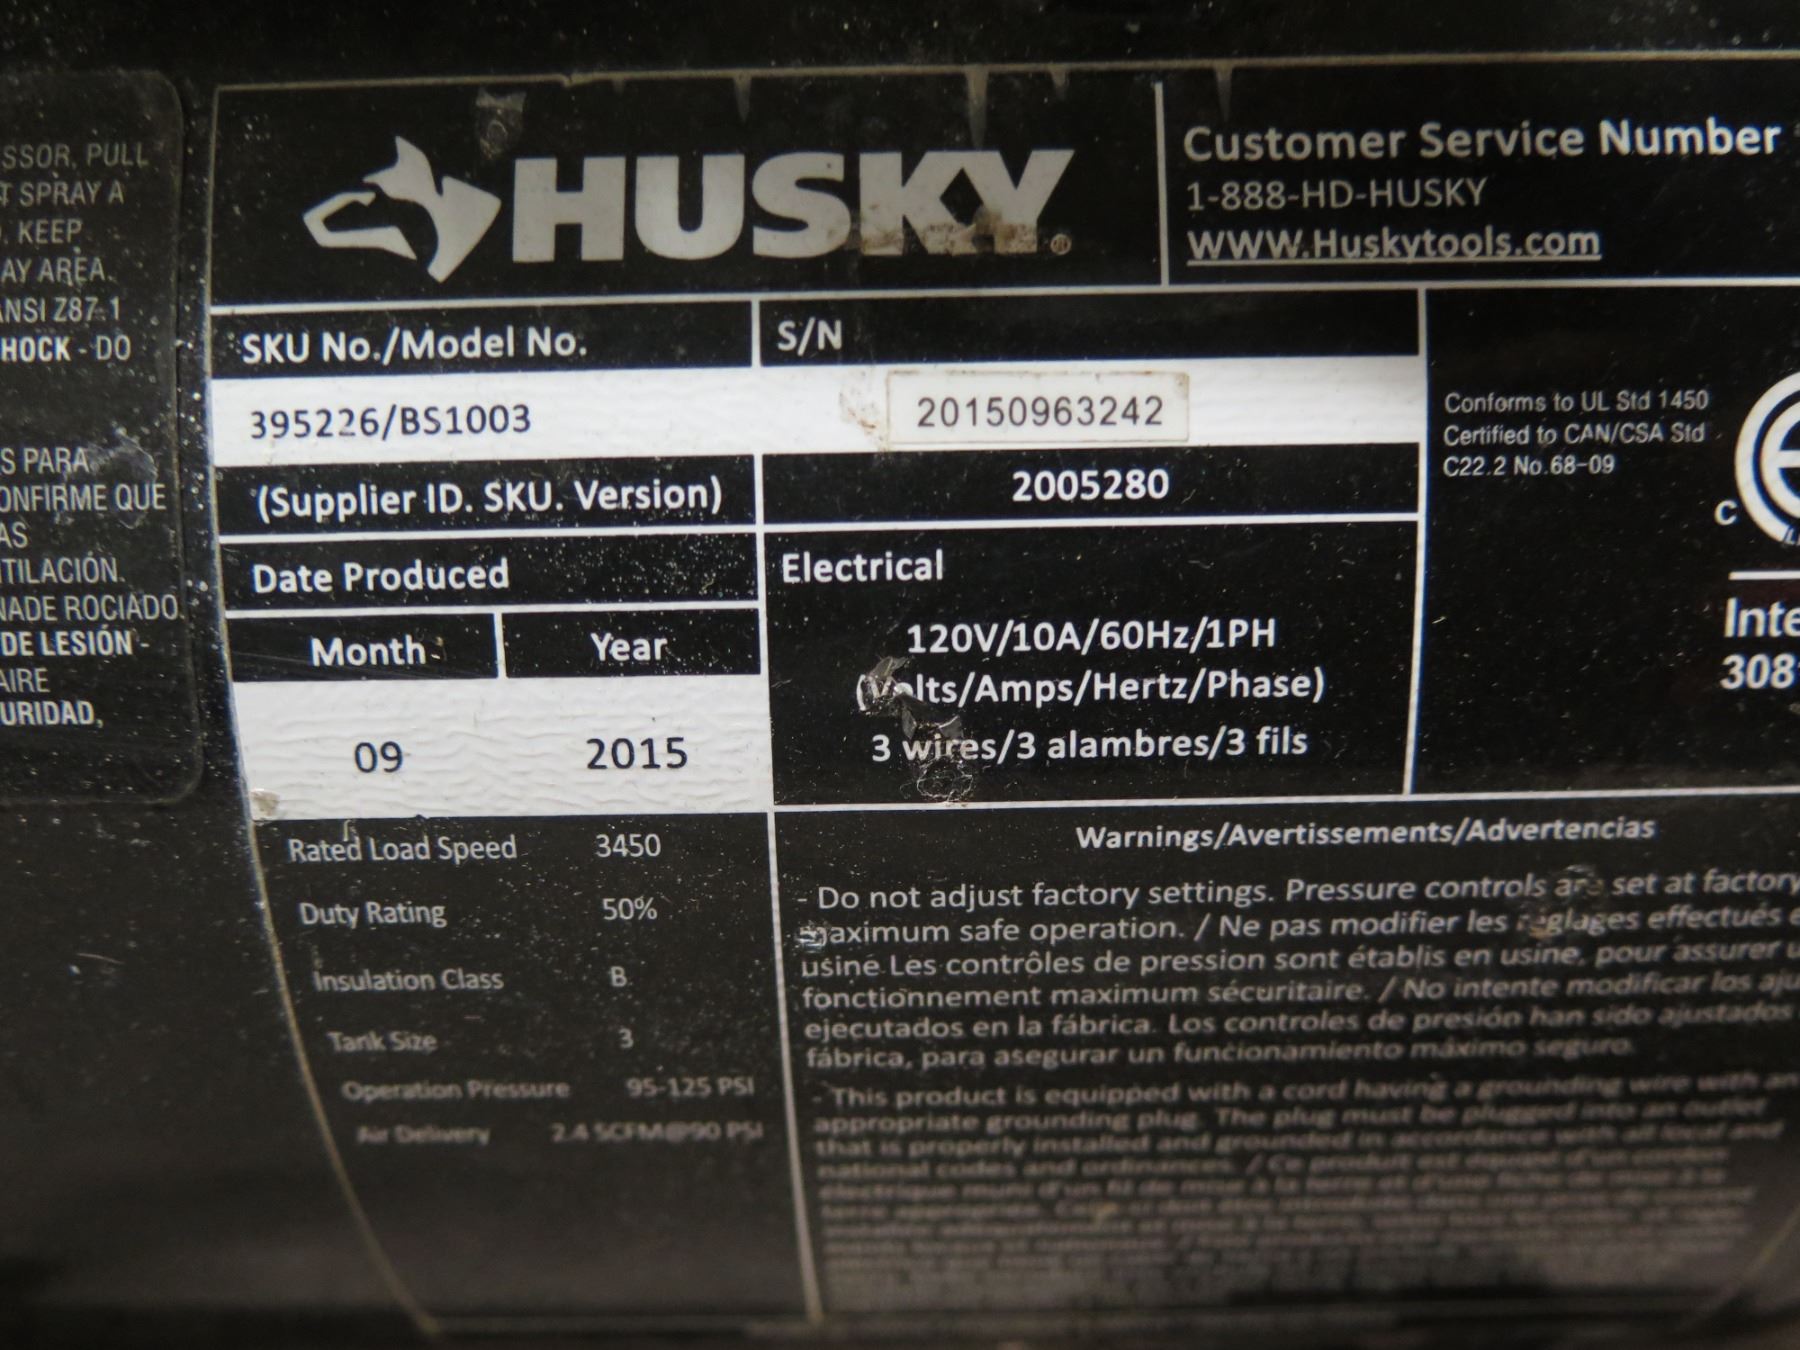 SSOR, PULL
T SPRAY A
. KEEP
AY AREA.
ANSI Z87.1
HOCK - DO
S PARA
ONFIRME QUE
AS
TILACIÓN.
NADE ROCIADO.
DE LESIÓN -
AIRE
URIDAD,
HUSKY®
Customer Service Number
1-888-HD-HUSKY
WWW.Huskytools.com
SKU No./Model No.
S/N
395226/BS1003
20150963242
(Supplier ID. SKU. Version)
2005280
Date Produced
Month
Year
09
2015
Electrical
120V/10A/60Hz/1PH
(Volts/Amps/Hertz/Phase)
3 wires/3 alambres/3 fils
Conforms to UL Std 1450
Certified to CAN/CSA Std
C22.2 No.68-09
C
Inte
308
Rated Load Speed 3450
Duty Rating 50%
Insulation Class B
Tank Size 3
Operation Pressure 95-125 PSI
Air Delivery 2.4 SCFM@90 PSI
Warnings/Avertissements/Advertencias
- Do not adjust factory settings. Pressure controls are set at factory
maximum safe operation. / Ne pas modifier les réglages effectués e
usine Les contrôles de pression sont établis en usine, pour assurer u
fonctionnement maximum sécuritaire. / No intente modificar los aju
ejecutados en la fábrica. Los controles de presión han sido ajustados
fábrica, para asegurar un funcionamiento máximo seguro.
- This product is equipped with a cord having a grounding wire with an
appropriate grounding plug. The plug must be plugged into an outlet
that is properly installed and grounded in accordance with all local and
national codes and ordinances. / Ce produit est équipé d'un cordon